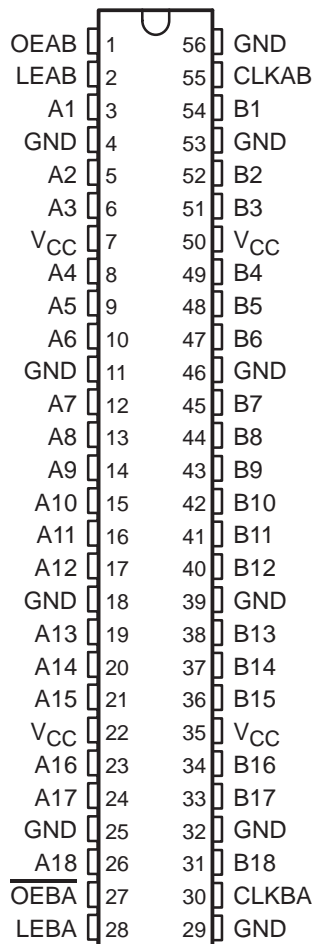 OEAB 1 56 GND
LEAB 2 55 CLKAB
A1 3 54 B1
GND 4 53 GND
A2 5 52 B2
A3 6 51 B3
VCC 7 50 VCC
A4 8 49 B4
A5 9 48 B5
A6 10 47 B6
GND 11 46 GND
A7 12 45 B7
A8 13 44 B8
A9 14 43 B9
A10 15 42 B10
A11 16 41 B11
A12 17 40 B12
GND 18 39 GND
A13 19 38 B13
A14 20 37 B14
A15 21 36 B15
VCC 22 35 VCC
A16 23 34 B16
A17 24 33 B17
GND 25 32 GND
A18 26 31 B18
OEBA 27 30 CLKBA
LEBA 28 29 GND